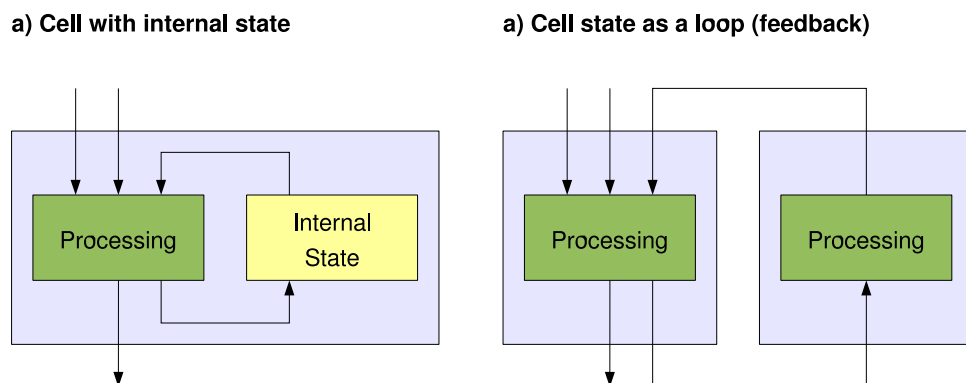 a) Cell with internal state
a) Cell state as a loop (feedback)
Processing
Internal
State
Processing
Processing